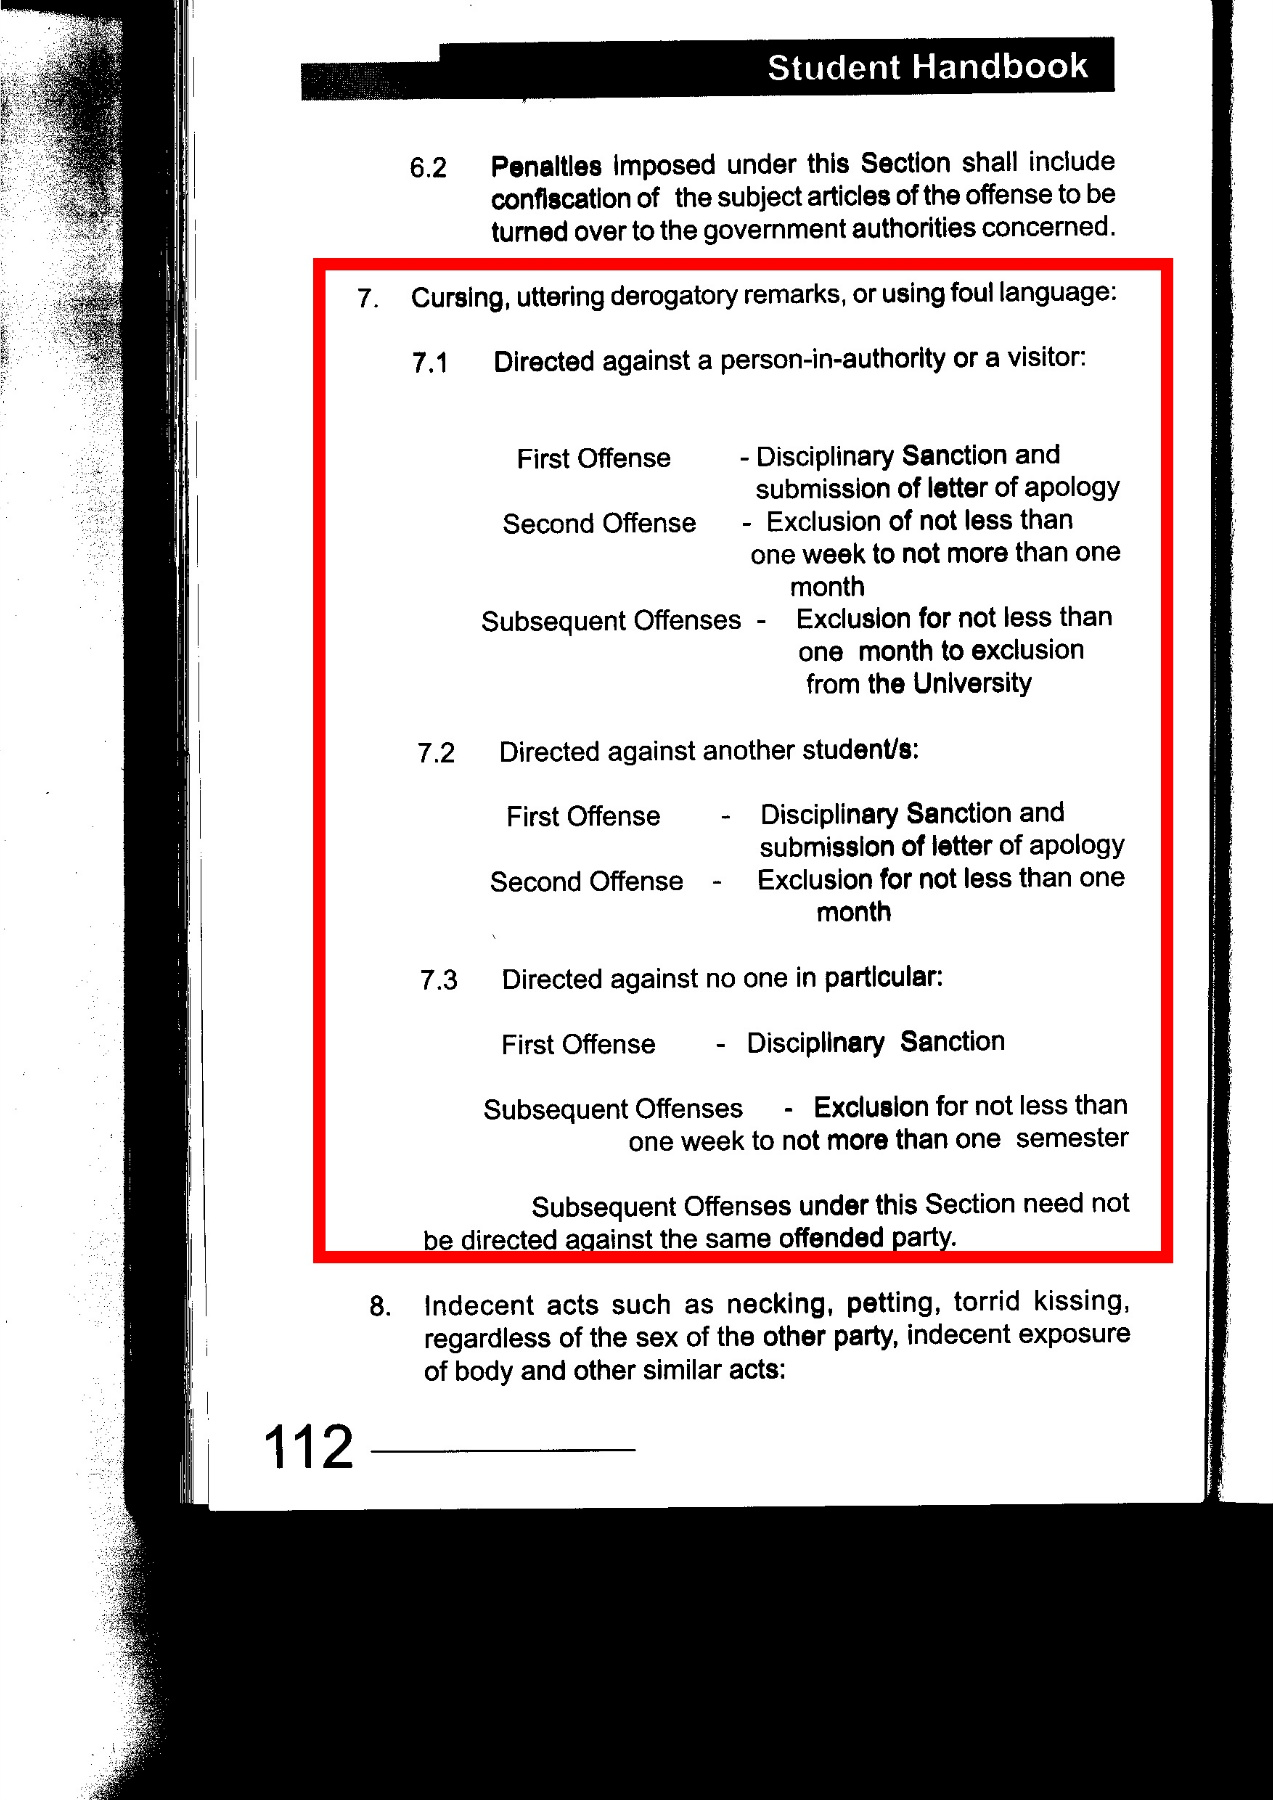 Student Handbook
6.2 Penalties imposed under this Section shall include
confiscation of the subject articles of the offense to be
turned over to the government authorities concerned.
7. Cursing, uttering derogatory remarks, or using foul language:
7.1 Directed against a person-in-authority or a visitor:
First Offense - Disciplinary Sanction and
submission of letter of apology
Second Offense - Exclusion of not less than
one week to not more than one
month
Subsequent Offenses - Exclusion for not less than
one month to exclusion
from the University
7.2 Directed against another student/s:
First Offense - Disciplinary Sanction and
submission of letter of apology
Second Offense - Exclusion for not less than one
month
7.3 Directed against no one in particular:
First Offense - Disciplinary Sanction
Subsequent Offenses - Exclusion for not less than
one week to not more than one semester
Subsequent Offenses under this Section need not
be directed against the same offended party.
8. Indecent acts such as necking, petting, torrid kissing,
regardless of the sex of the other party, indecent exposure
of body and other similar acts:
112